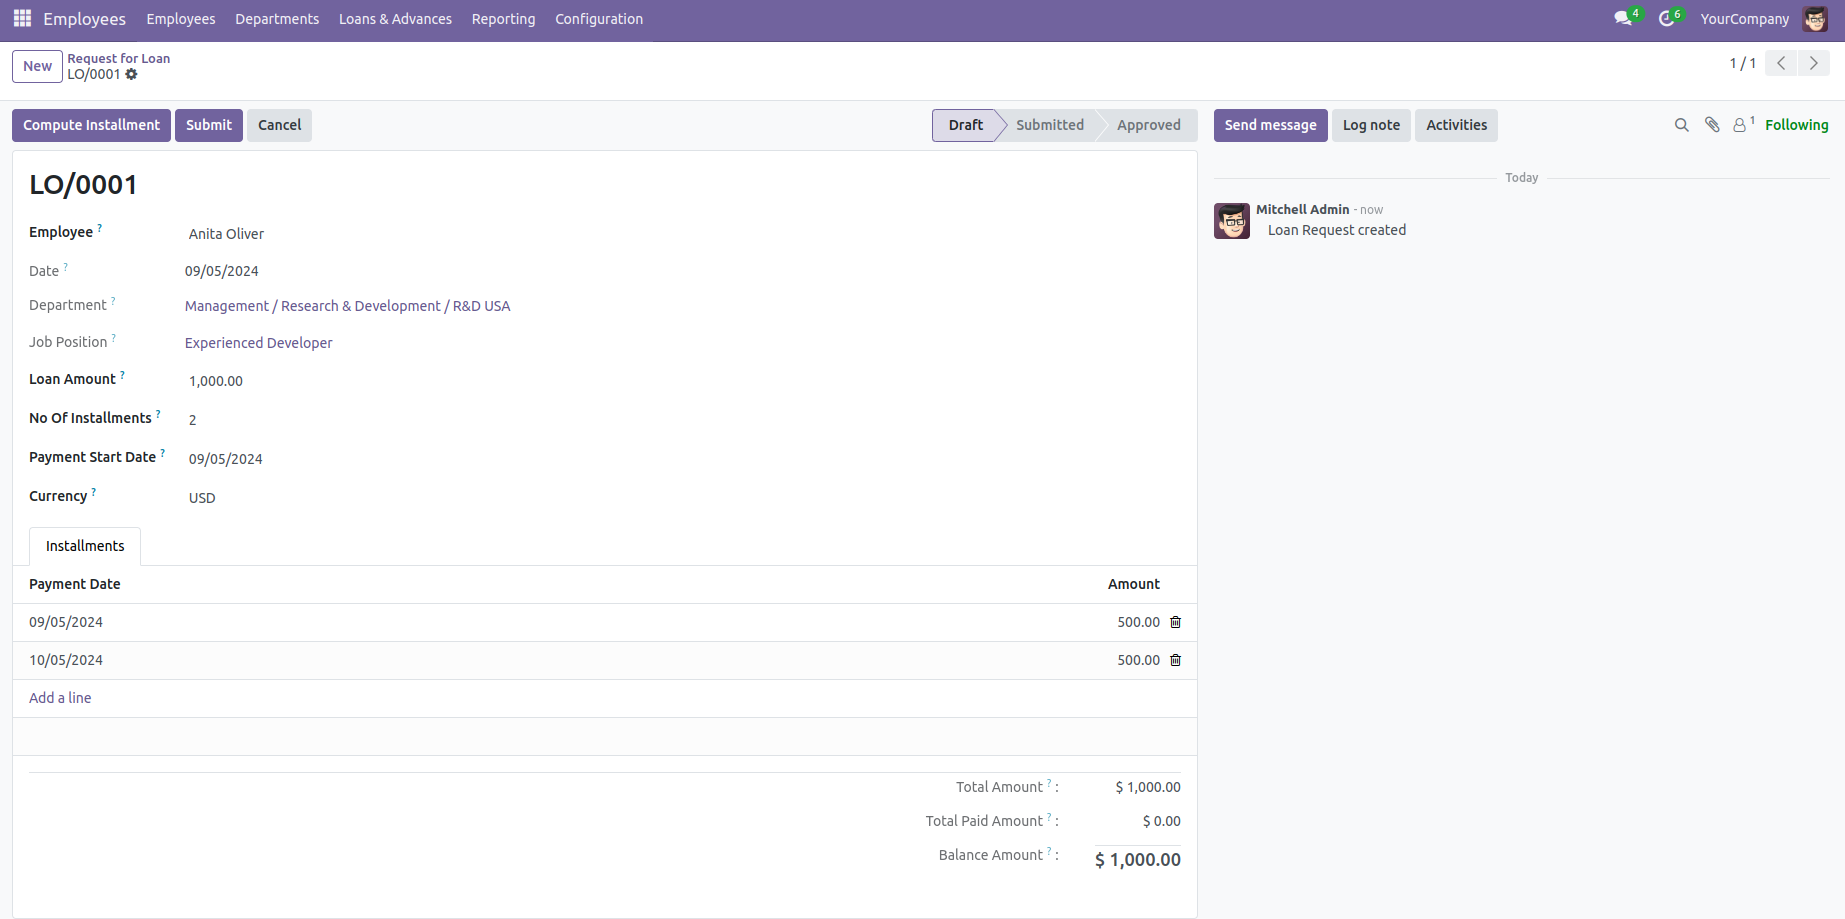 Employees Employees Departments Loans & Advances Reporting Configuration 4 6 YourCompany
New Request for Loan
LO/0001
1 / 1
Compute Installment Submit Cancel Draft Submitted Approved Send message Log note Activities 1 Following
LO/0001
Today
Employee ? Anita Oliver
Mitchell Admin - now
Loan Request created
Date ? 09/05/2024
Department ? Management / Research & Development / R&D USA
Job Position ? Experienced Developer
Loan Amount ? 1,000.00
No Of Installments ? 2
Payment Start Date ? 09/05/2024
Currency ? USD
Installments
Payment Date Amount
09/05/2024 500.00
10/05/2024 500.00
Add a line
Total Amount ? : $ 1,000.00
Total Paid Amount ? : $ 0.00
Balance Amount ? : $ 1,000.00